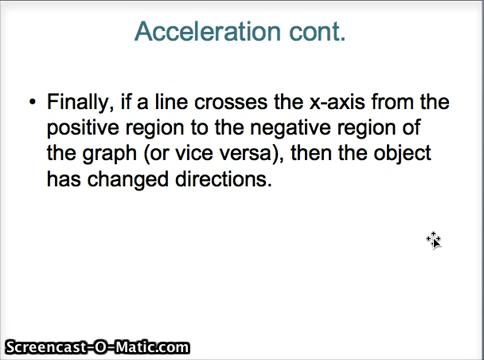 Acceleration cont.
• Finally, if a line crosses the x-axis from the
positive region to the negative region of
the graph (or vice versa), then the object
has changed directions.
Screencast-O-Matic.com